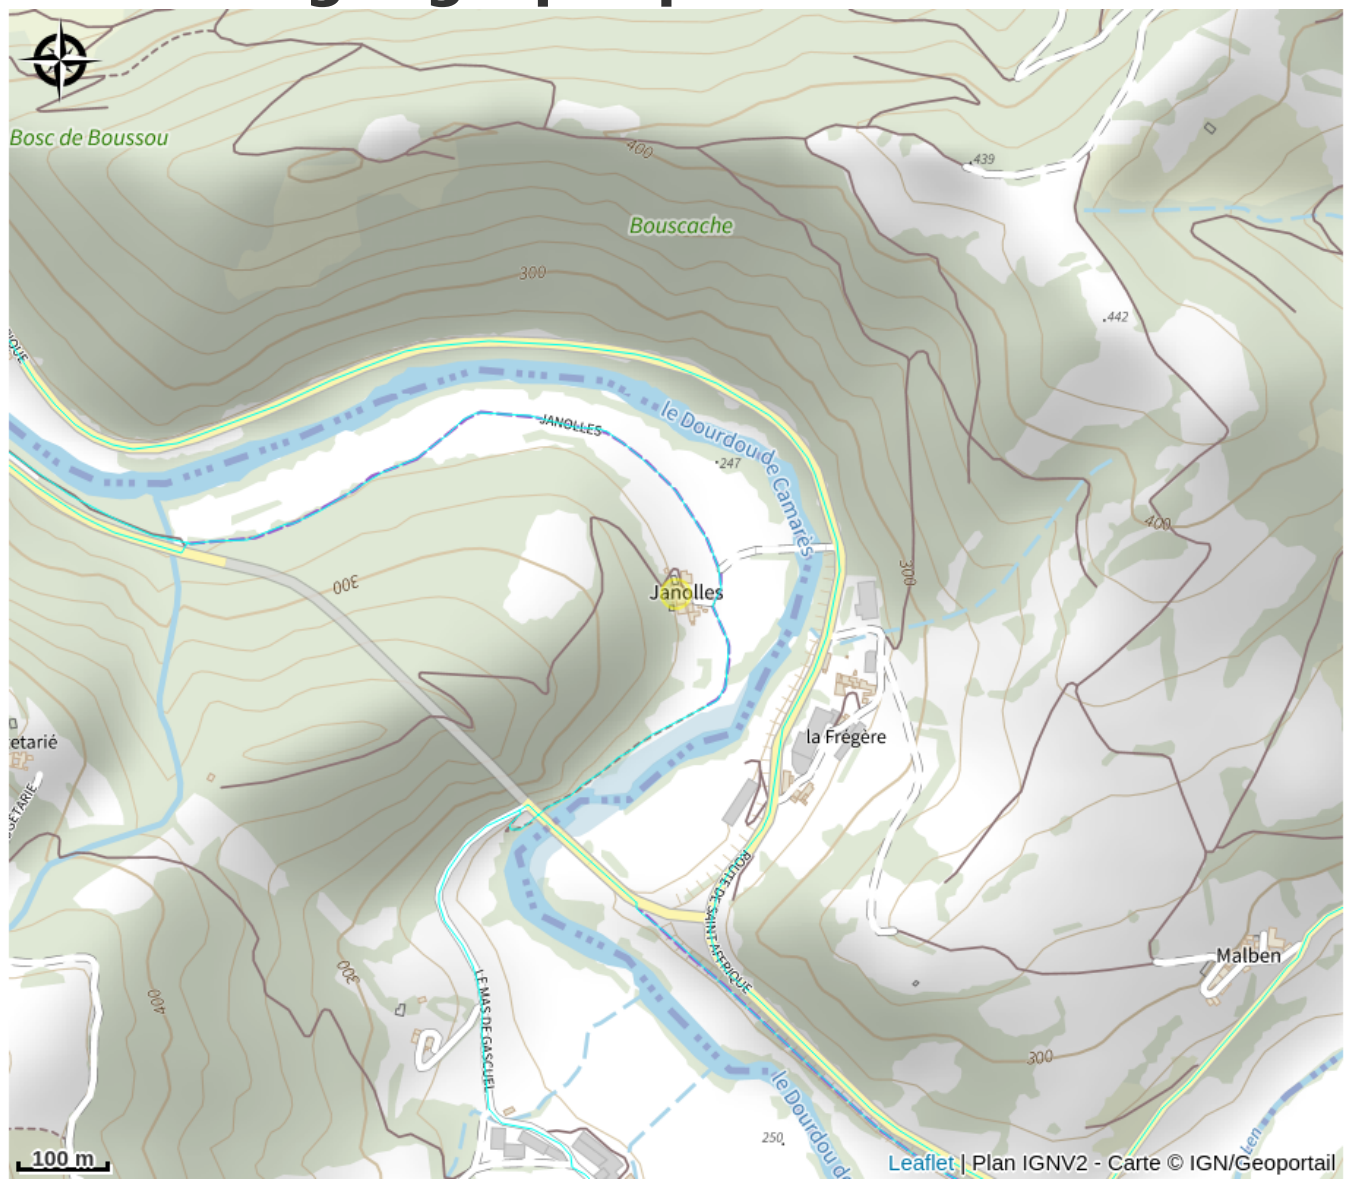 Bosc de Boussou
400
439
Bouscache
300
442
le Dourdou de Camarès
JANOLLES
247
400
300
300
Janolles
la Frégère
etarié
ROUTE DE SAINT AFFRIQUE
Malben
300
400
LE MAS DE GASCUEL
300
le Dourdou de
250
100 m
Leaflet | Plan IGNV2 - Carte © IGN/Geoportail